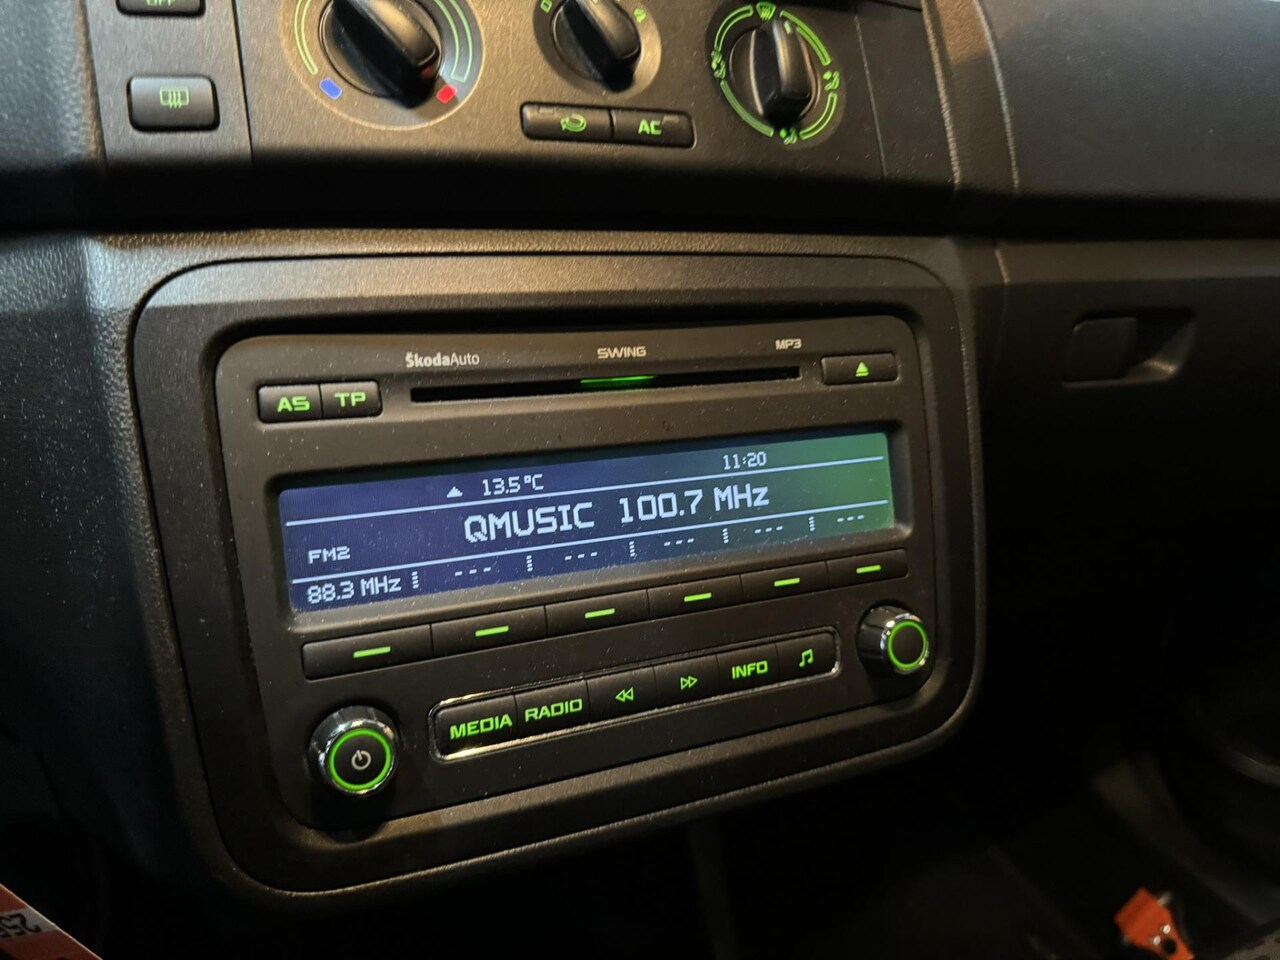 OFF
AC
ŠkodaAuto
SWING
MP3
AS
TP
13.5°C
11:20
QMUSIC 100.7 MHz
FM2
88.3 MHz --- --- --- --- ---
MEDIA
RADIO
INFO